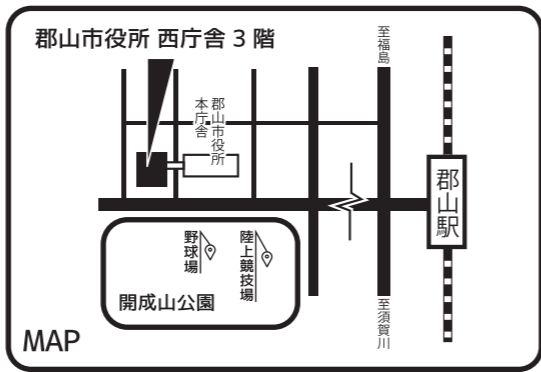 郡山市役所 西庁舎 3 階
至福島
郡山市役所
本庁舎
郡山駅
野球場
陸上競技場
開成山公園
至須賀川
MAP